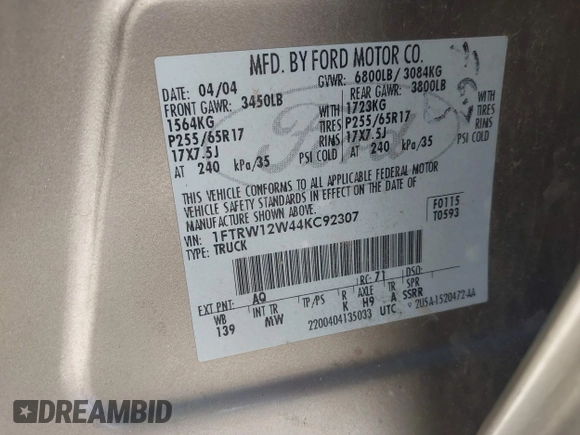 MFD. BY FORD MOTOR CO.
DATE: 04/04 GVWR: 6800LB/ 3084KG
FRONT GAWR: 3450LB REAR GAWR: 3800LB
1564KG 1723KG
P255/65R17 TIRES P255/65R17 TIRES
17X7.5J RIMS 17X7.5J RIMS
AT 240 kPa/35 PSI COLD AT 240 kPa/35 PSI COLD
THIS VEHICLE CONFORMS TO ALL APPLICABLE FEDERAL MOTOR
VEHICLE SAFETY STANDARDS IN EFFECT ON THE DATE OF
MANUFACTURE SHOWN ABOVE.
VIN: 1FTRW12W44KC92307 F0115
TYPE: TRUCK T0593
EXT PNT: AQ RC: 71 DSO:
WB INT TR TP/PS R AXLE TR SPR
139 MW K H9 A SSRR
2200404135033 UTC
Ford
DREAMBID